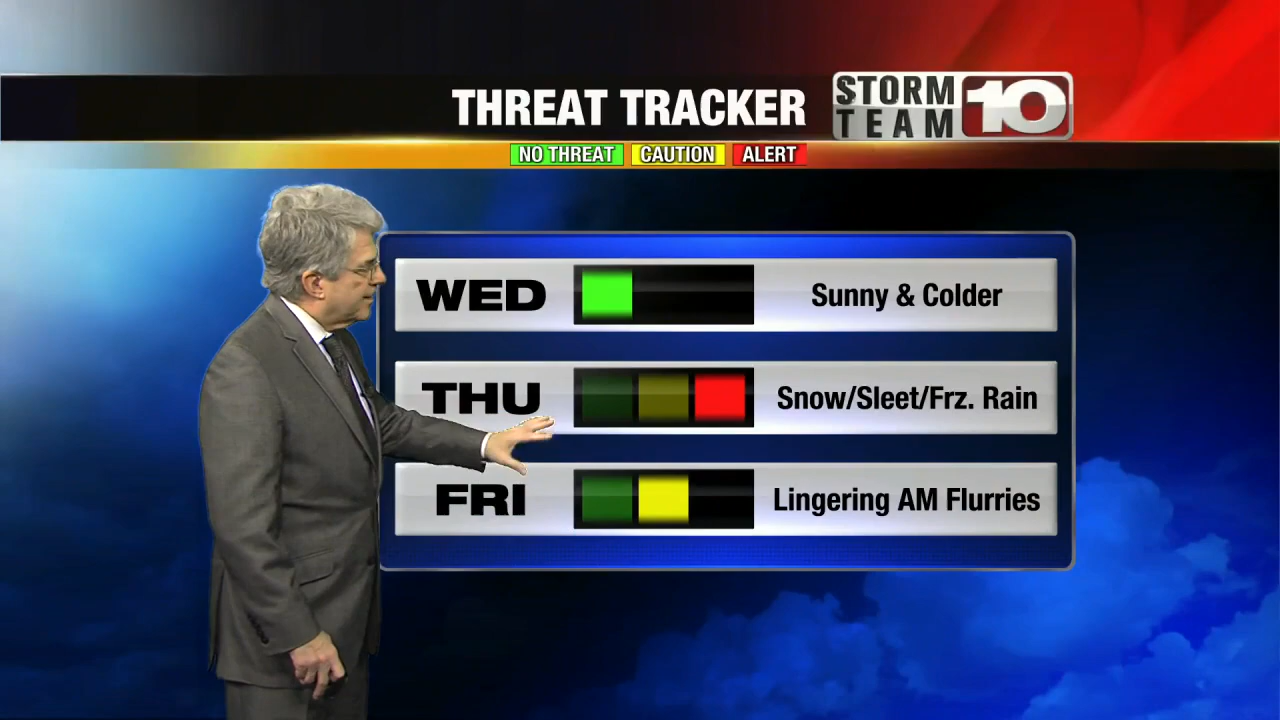 THREAT TRACKER
STORM TEAM 10
NO THREAT CAUTION ALERT
WED Sunny & Colder
THU Snow/Sleet/Frz. Rain
FRI Lingering AM Flurries